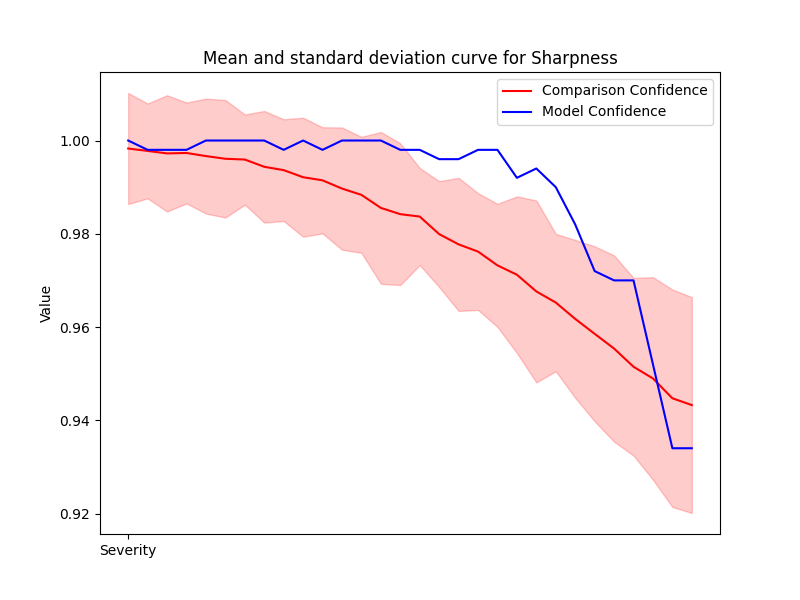 Mean and standard deviation curve for Sharpness
Comparison Confidence
Model Confidence
1.00
0.98
0.96
0.94
0.92
Value
Severity